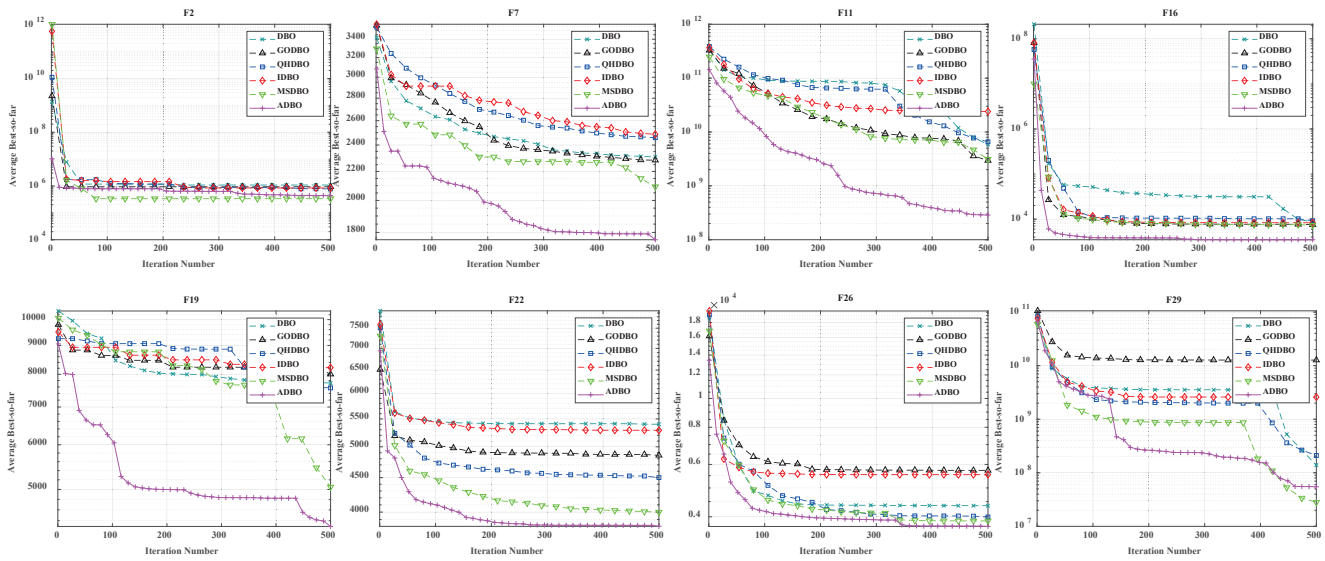 F2
Average Best-so-far
10 12
10 10
10 8
10 6
10 4
0 100 200 300 400 500
Iteration Number
DBO
GODBO
QHDBO
IDBO
MSDBO
ADBO
F7
Average Best-so-far
3400
3200
3000
2800
2600
2400
2200
2000
1800
0 100 200 300 400 500
Iteration Number
DBO
GODBO
QHDBO
IDBO
MSDBO
ADBO
F11
Average Best-so-far
10 12
10 11
10 10
10 9
10 8
0 100 200 300 400 500
Iteration Number
DBO
GODBO
QHDBO
IDBO
MSDBO
ADBO
F16
Average Best-so-far
10 8
10 6
10 4
0 100 200 300 400 500
Iteration Number
DBO
GODBO
QHDBO
IDBO
MSDBO
ADBO
F19
Average Best-so-far
10000
9000
8000
7000
6000
5000
0 100 200 300 400 500
Iteration Number
DBO
GODBO
QHDBO
IDBO
MSDBO
ADBO
F22
Average Best-so-far
7500
7000
6500
6000
5500
5000
4500
4000
0 100 200 300 400 500
Iteration Number
DBO
GODBO
QHDBO
IDBO
MSDBO
ADBO
F26
× 10 4
Average Best-so-far
1.8
1.6
1.4
1.2
1
0.8
0.6
0.4
0 100 200 300 400 500
Iteration Number
DBO
GODBO
QHDBO
IDBO
MSDBO
ADBO
F29
Average Best-so-far
10 11
10 10
10 9
10 8
10 7
0 100 200 300 400 500
Iteration Number
DBO
GODBO
QHDBO
IDBO
MSDBO
ADBO